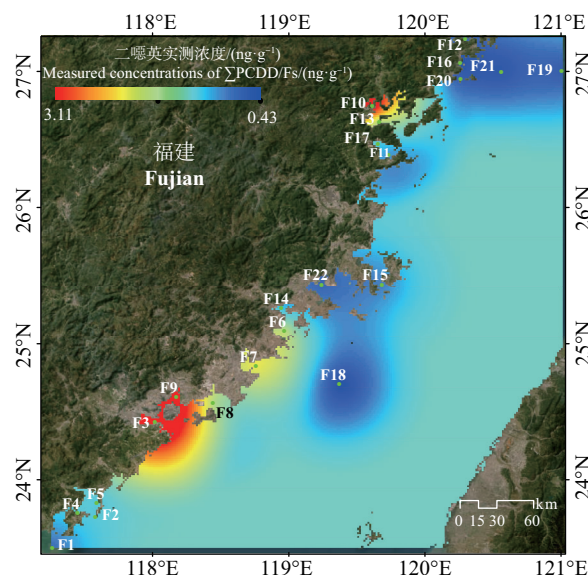 118°E 119°E 120°E 121°E
二噁英实测浓度/(ng·g⁻¹)
Measured concentrations of ∑PCDD/Fs/(ng·g⁻¹)
3.11 0.43
F12
F16
F21
F19
F20
27°N 27°N
F10
F13
F17
F11
福建
Fujian
26°N 26°N
F22
F15
F14
F6
25°N 25°N
F7
F18
F9
F8
F3
24°N 24°N
F5
F4
F2
F1
km
0 15 30 60
118°E 119°E 120°E 121°E